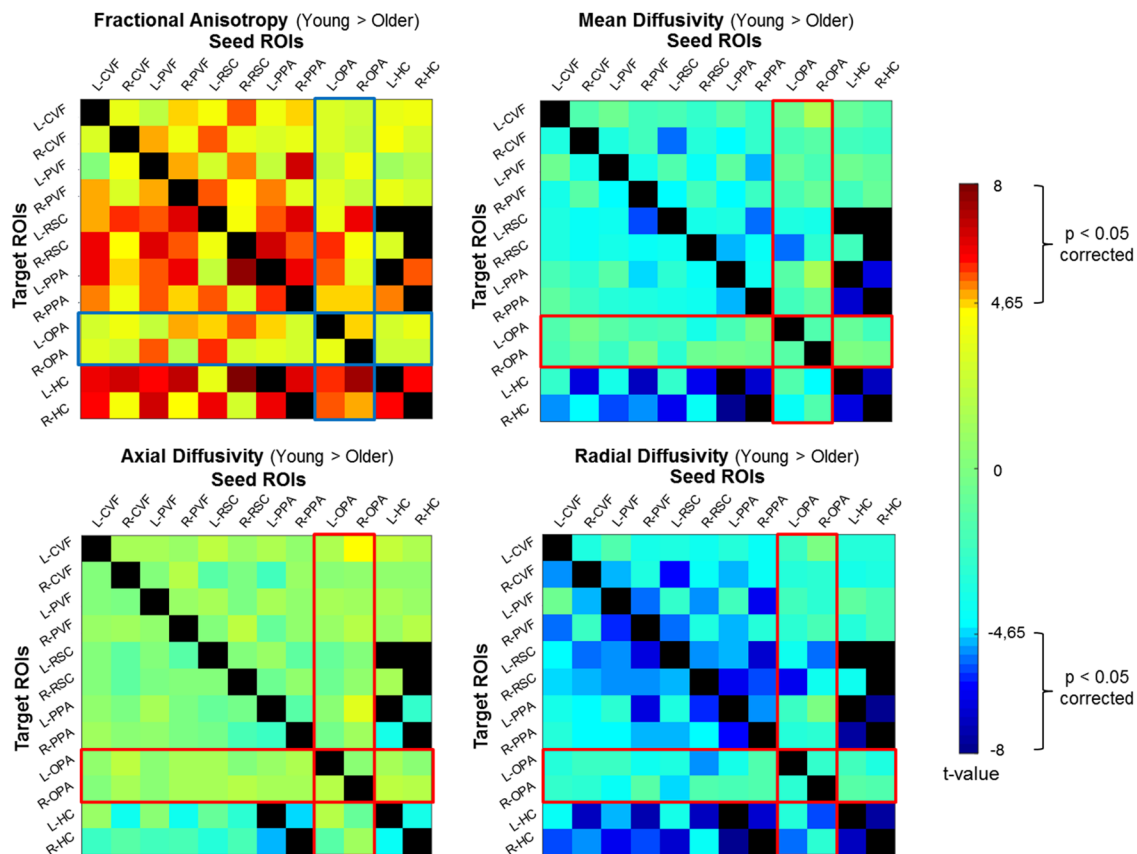 Fractional Anisotropy (Young > Older)
Seed ROIs
L-CVF R-CVF L-PVF R-PVF L-RSC R-RSC L-PPA R-PPA L-OPA R-OPA L-HC R-HC
Target ROIs
L-CVF
R-CVF
L-PVF
R-PVF
L-RSC
R-RSC
L-PPA
R-PPA
L-OPA
R-OPA
L-HC
R-HC
Mean Diffusivity (Young > Older)
Seed ROIs
L-CVF R-CVF L-PVF R-PVF L-RSC R-RSC L-PPA R-PPA L-OPA R-OPA L-HC R-HC
Target ROIs
L-CVF
R-CVF
L-PVF
R-PVF
L-RSC
R-RSC
L-PPA
R-PPA
L-OPA
R-OPA
L-HC
R-HC
Axial Diffusivity (Young > Older)
Seed ROIs
L-CVF R-CVF L-PVF R-PVF L-RSC R-RSC L-PPA R-PPA L-OPA R-OPA L-HC R-HC
Target ROIs
L-CVF
R-CVF
L-PVF
R-PVF
L-RSC
R-RSC
L-PPA
R-PPA
L-OPA
R-OPA
L-HC
R-HC
Radial Diffusivity (Young > Older)
Seed ROIs
L-CVF R-CVF L-PVF R-PVF L-RSC R-RSC L-PPA R-PPA L-OPA R-OPA L-HC R-HC
Target ROIs
L-CVF
R-CVF
L-PVF
R-PVF
L-RSC
R-RSC
L-PPA
R-PPA
L-OPA
R-OPA
L-HC
R-HC
8
p < 0.05
corrected
4,65
0
-4,65
p < 0.05
corrected
-8
t-value